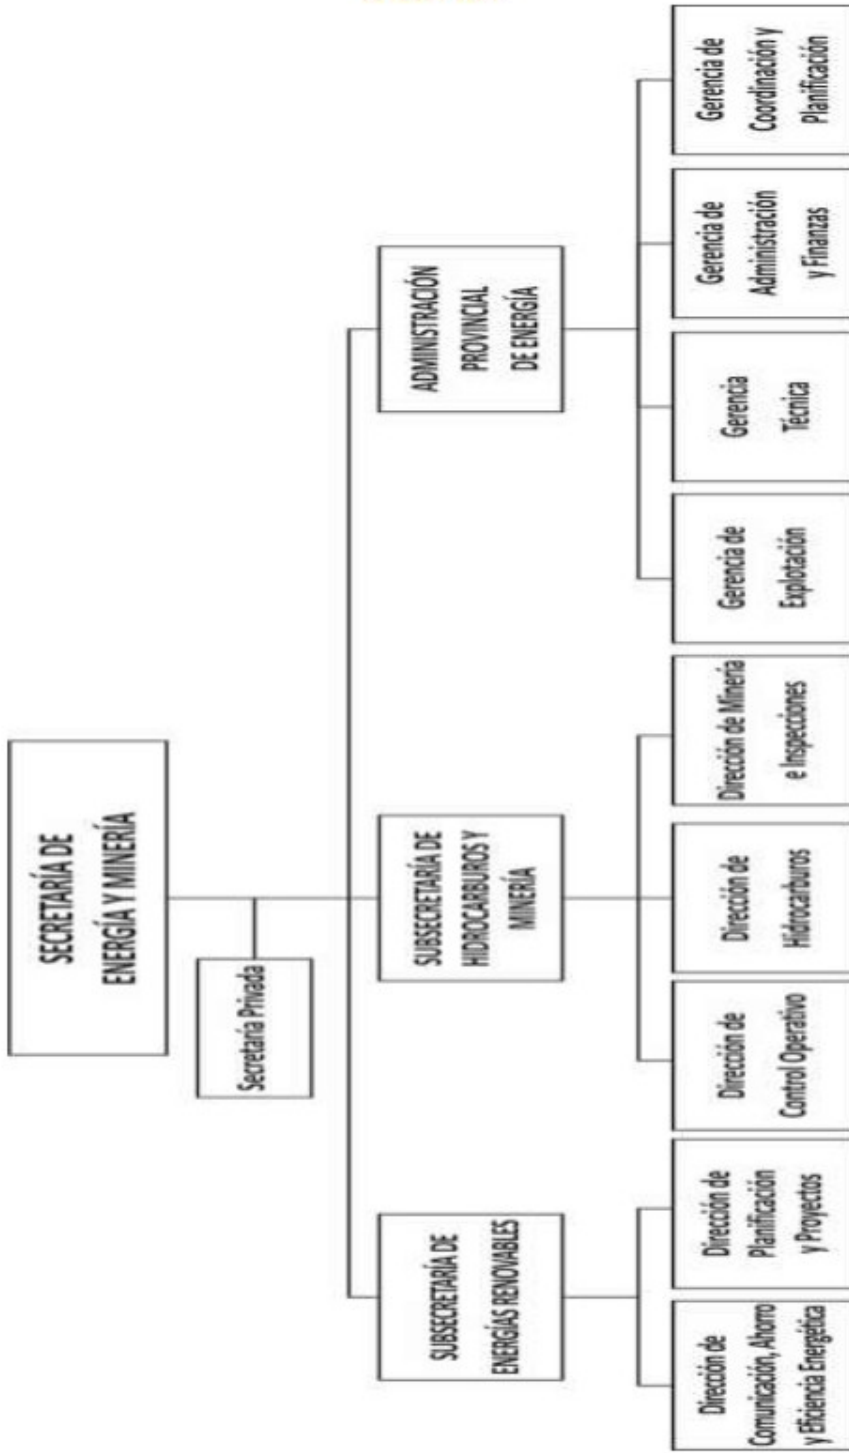 SECRETARÍA DE
ENERGÍA Y MINERÍA
Secretaría Privada
SUBSECRETARÍA DE
ENERGÍAS RENOVABLES
SUBSECRETARÍA DE
HIDROCARBUROS Y
MINERÍA
ADMINISTRACIÓN
PROVINCIAL
DE ENERGÍA
Dirección de
Comunicación, Ahorro
y Eficiencia Energética
Dirección de
Planificación
y Proyectos
Dirección de
Control Operativo
Dirección de
Hidrocarburos
Dirección de Minería
e Inspecciones
Gerencia de
Explotación
Gerencia
Técnica
Gerencia de
Administración
y Finanzas
Gerencia de
Coordinación y
Planificación